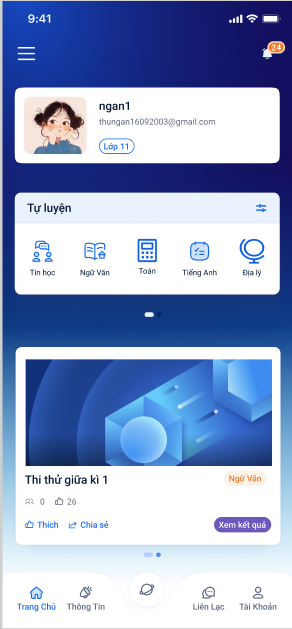 9:41
24
ngan1
thungan16092003@gmail.com
Lớp 11
Tự luyện
Tin học
Ngữ Văn
Toán
Tiếng Anh
Địa lý
Thi thử giữa kì 1
Ngữ Văn
0
26
Thích
Chia sẻ
Xem kết quả
Trang Chủ
Thông Tin
Liên Lạc
Tài Khoản